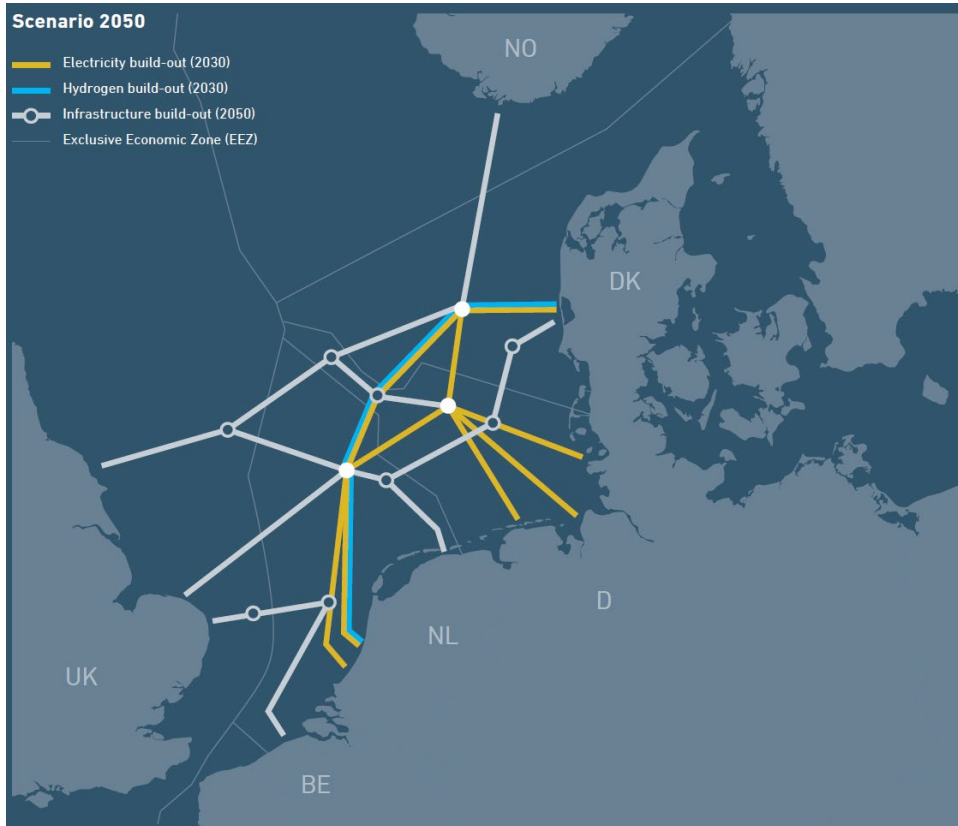 Scenario 2050
Electricity build-out (2030)
Hydrogen build-out (2030)
Infrastructure build-out (2050)
Exclusive Economic Zone (EEZ)
NO
DK
D
NL
UK
BE